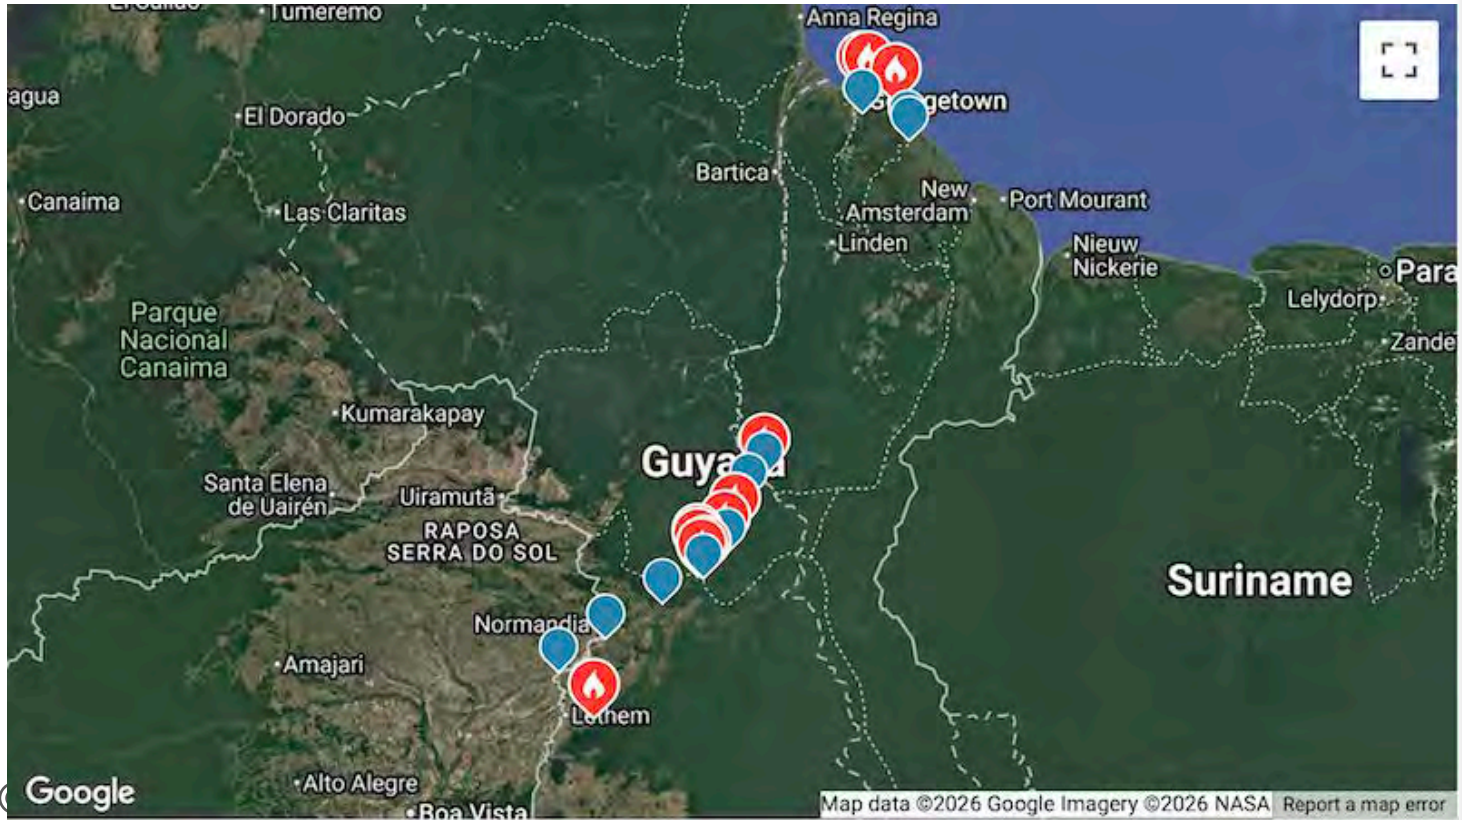 Tumeremo
Anna Regina
El Dorado
getown
Bartica
Canaima
Las Claritas
New
Amsterdam
Port Mourant
Linden
Nieuw
Nickerie
Para
Lelydorp
Zande
Parque
Nacional
Canaima
Kumarakapay
Guya
Santa Elena
de Uairén
Uiramutã
RAPOSA
SERRA DO SOL
Suriname
Normandia
Amajari
Lethem
Alto Alegre
Google
Boa Vista
Map data ©2026 Google Imagery ©2026 NASA
Report a map error